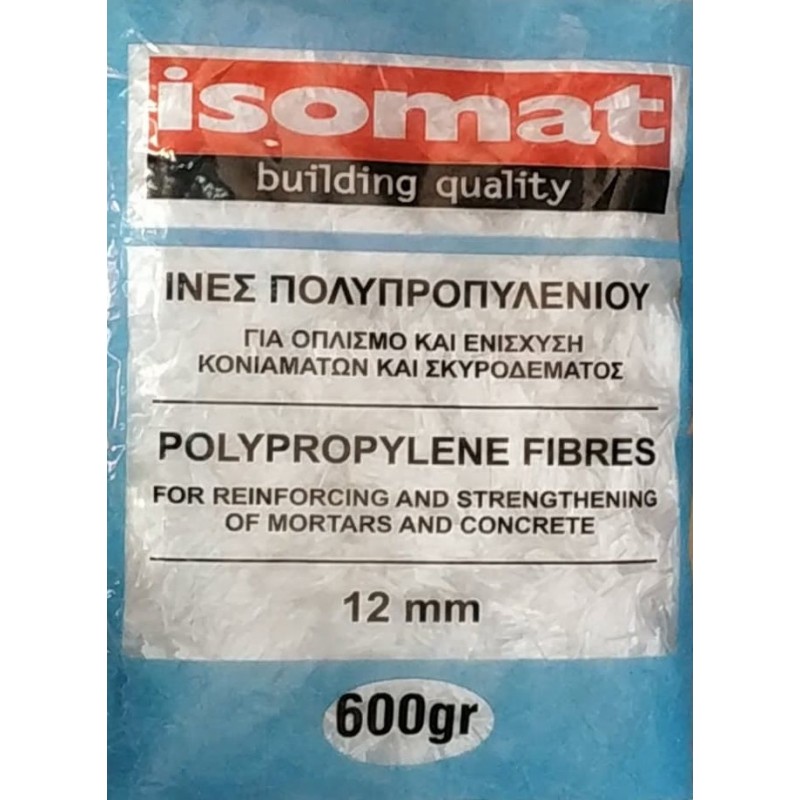 isomat
building quality
ΙΝΕΣ ΠΟΛΥΠΡΟΠΥΛΕΝΙΟΥ
ΓΙΑ ΟΠΛΙΣΜΟ ΚΑΙ ΕΝΙΣΧΥΣΗ
ΚΟΝΙΑΜΑΤΩΝ ΚΑΙ ΣΚΥΡΟΔΕΜΑΤΟΣ
POLYPROPYLENE FIBRES
FOR REINFORCING AND STRENGTHENING
OF MORTARS AND CONCRETE
12 mm
600gr